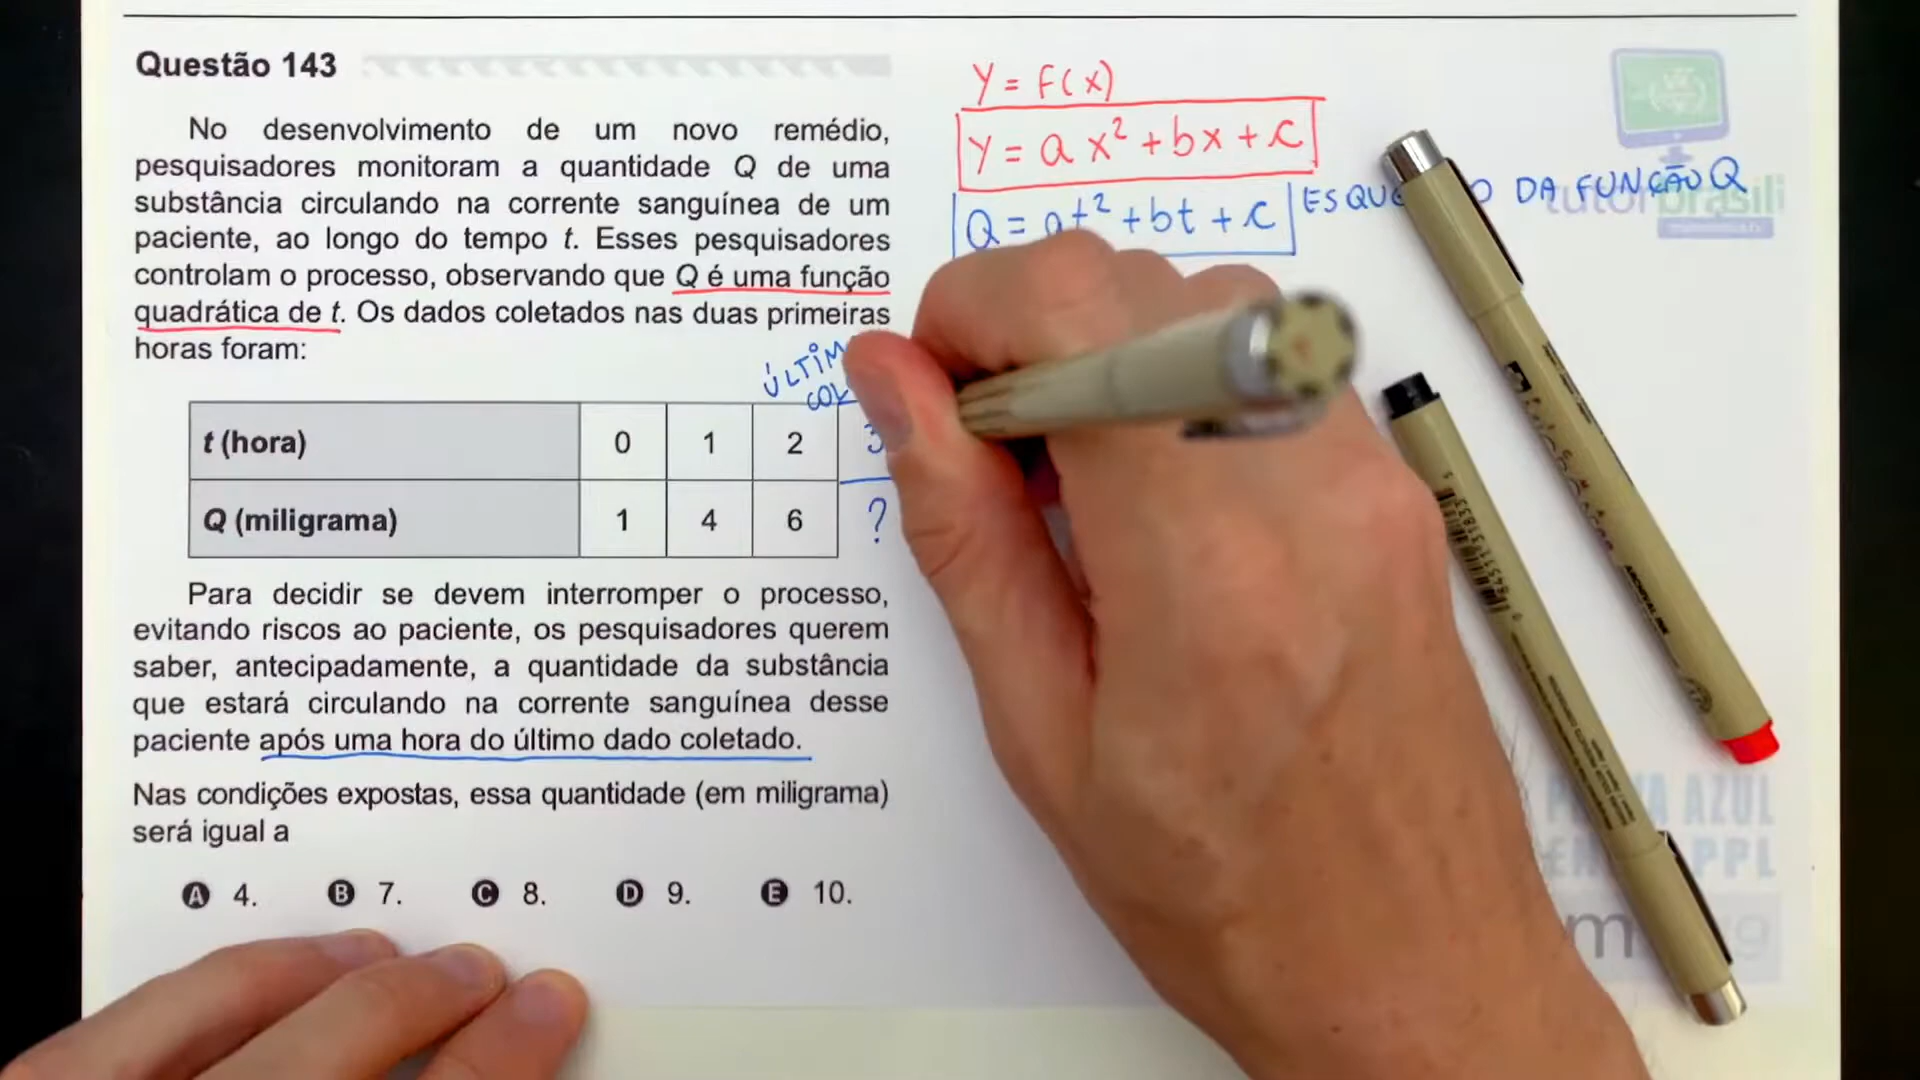 Questão 143
No desenvolvimento de um novo remédio,
pesquisadores monitoram a quantidade Q de uma
substância circulando na corrente sanguínea de um
paciente, ao longo do tempo t. Esses pesquisadores
controlam o processo, observando que Q é uma função
quadrática de t. Os dados coletados nas duas primeiras
horas foram:
t (hora) 0 1 2 3
Q (miligrama) 1 4 6 ?
Para decidir se devem interromper o processo,
evitando riscos ao paciente, os pesquisadores querem
saber, antecipadamente, a quantidade da substância
que estará circulando na corrente sanguínea desse
paciente após uma hora do último dado coletado.
Nas condições expostas, essa quantidade (em miligrama)
será igual a
A 4. B 7. C 8. D 9. E 10.
Y = F(x)
Y = ax² + bx + c
Q = at² + bt + c
DA FUNÇÃO Q
AZUL
PPL